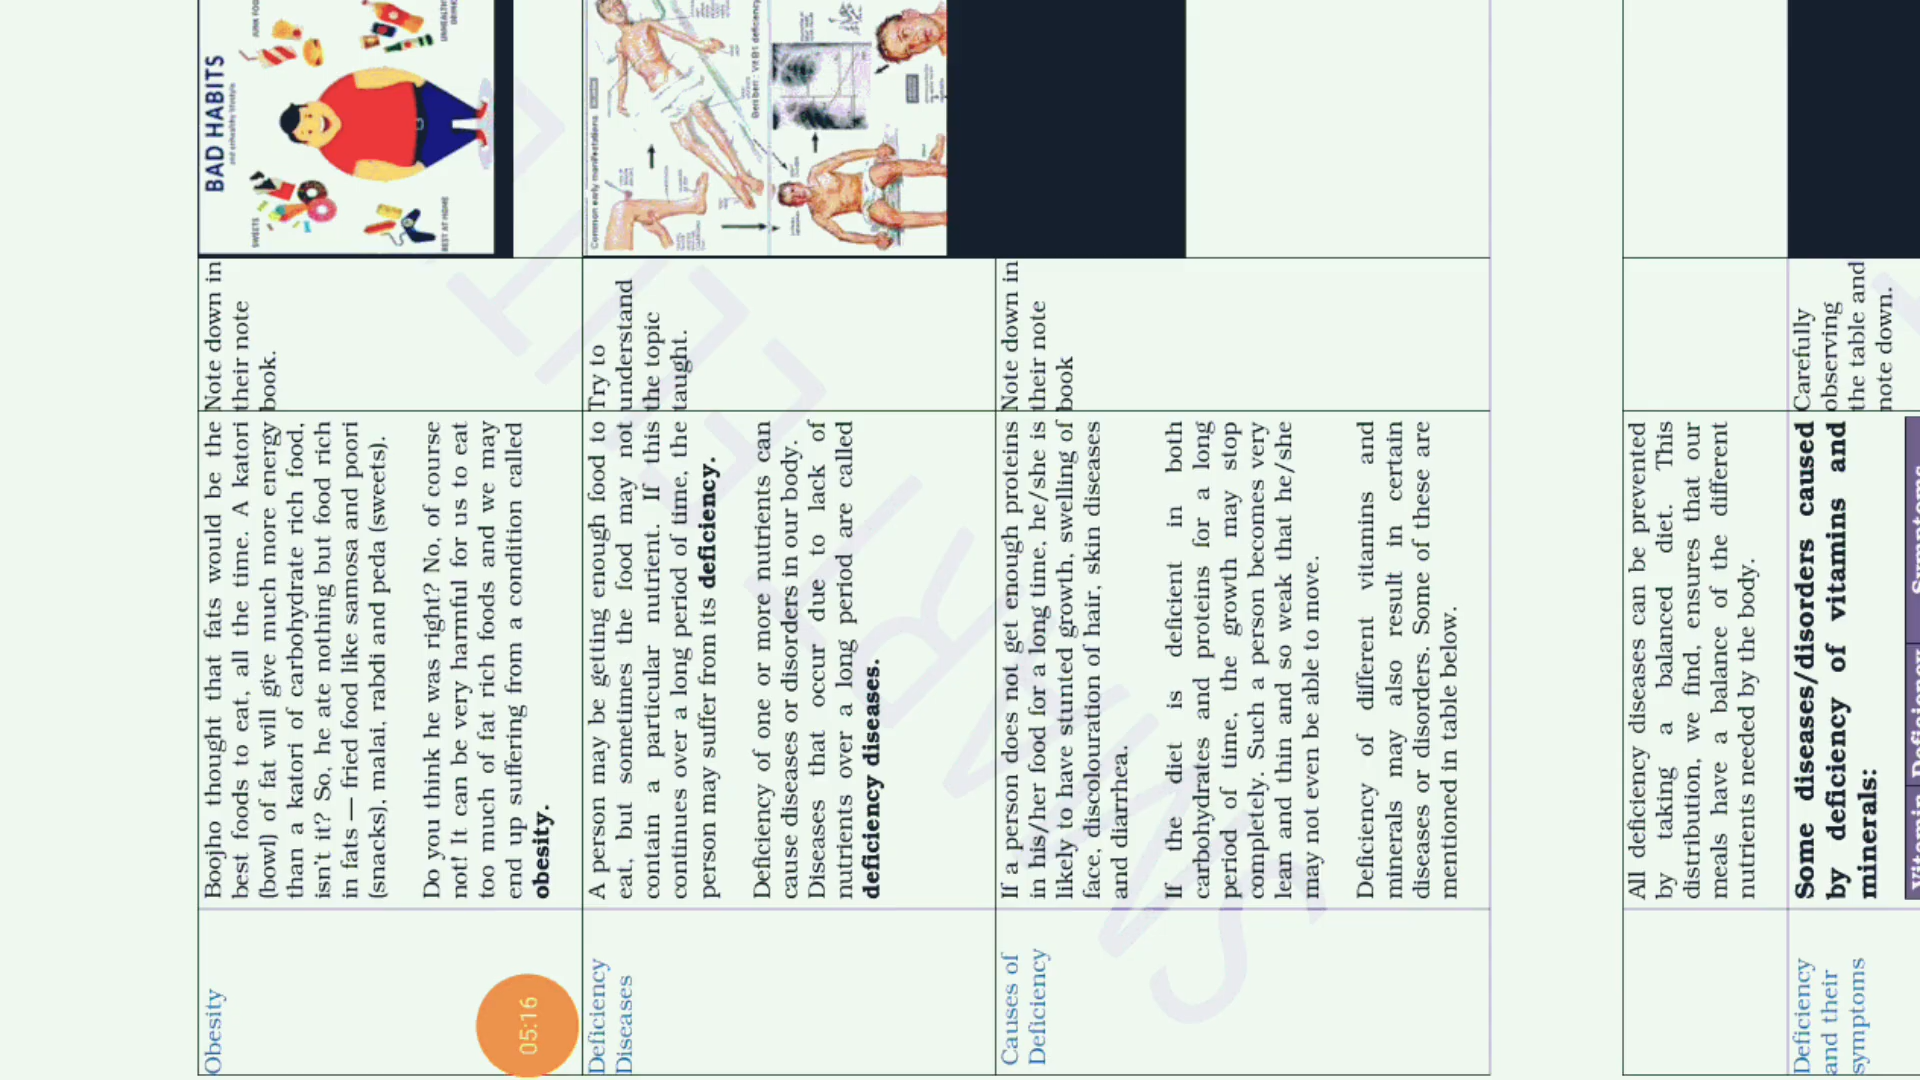 Obesity
05:16
Boojho thought that fats would be the
best foods to eat, all the time. A katori
(bowl) of fat will give much more energy
than a katori of carbohydrate rich food,
isn't it? So, he ate nothing but food rich
in fats — fried food like samosa and poori
(snacks), malai, rabdi and peda (sweets).
Do you think he was right? No, of course
not! It can be very harmful for us to eat
too much of fat rich foods and we may
end up suffering from a condition called
obesity.
Note down in
their note
book.
BAD HABITS
and unhealthy lifestyle
SWEETS
REST AT HOME
Deficiency
Diseases
A person may be getting enough food to
eat, but sometimes the food may not
contain a particular nutrient. If this
continues over a long period of time, the
person may suffer from its deficiency.
Deficiency of one or more nutrients can
cause diseases or disorders in our body.
Diseases that occur due to lack of
nutrients over a long period are called
deficiency diseases.
Try to
understand
the topic
taught.
Common early manifestations
Beri beri : Vit B1 deficiency
Causes of
Deficiency
If a person does not get enough proteins
in his/her food for a long time, he/she is
likely to have stunted growth, swelling of
face, discolouration of hair, skin diseases
and diarrhea.
If the diet is deficient in both
carbohydrates and proteins for a long
period of time, the growth may stop
completely. Such a person becomes very
lean and thin and so weak that he/she
may not even be able to move.
Deficiency of different vitamins and
minerals may also result in certain
diseases or disorders. Some of these are
mentioned in table below.
Note down in
their note
book
All deficiency diseases can be prevented
by taking a balanced diet. This
distribution, we find, ensures that our
meals have a balance of the different
nutrients needed by the body.
Deficiency
and their
symptoms
Some diseases/disorders caused
by deficiency of vitamins and
minerals:
Carefully
observing
the table and
note down.